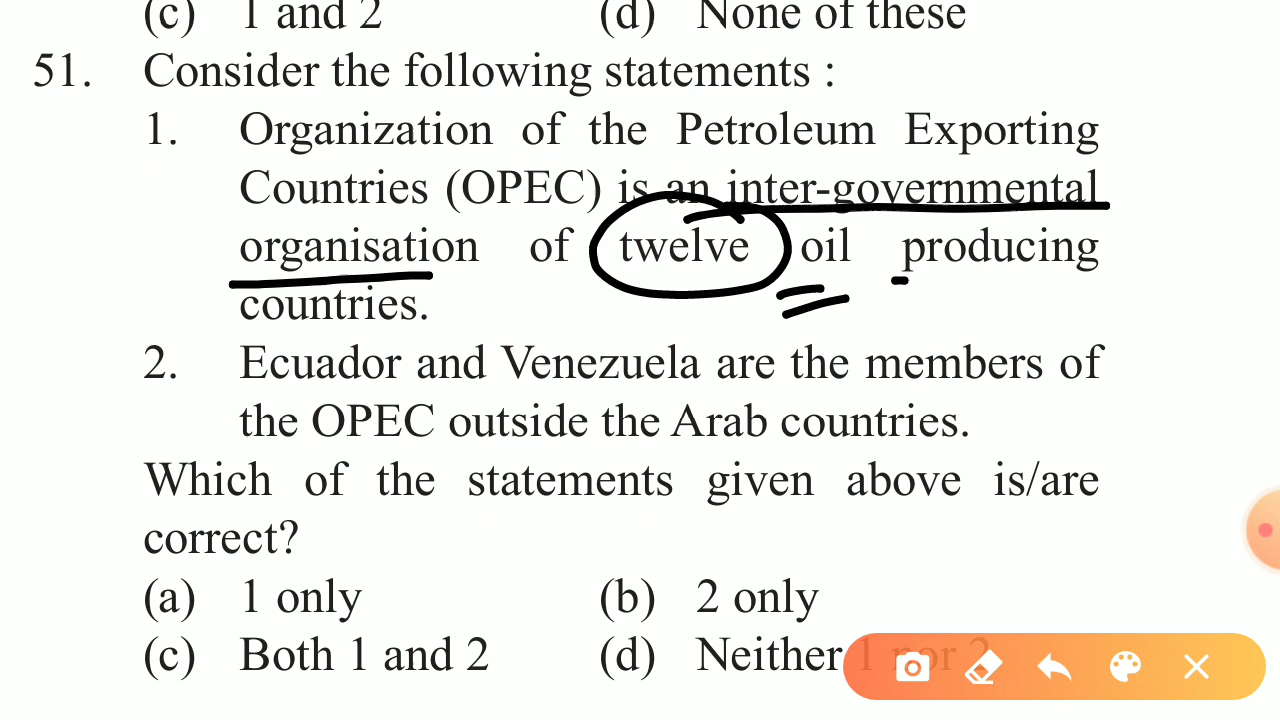 (c) 1 and 2 (d) None of these
51. Consider the following statements :
1. Organization of the Petroleum Exporting
Countries (OPEC) is an inter-governmental
organisation of twelve oil producing
countries.
2. Ecuador and Venezuela are the members of
the OPEC outside the Arab countries.
Which of the statements given above is/are
correct?
(a) 1 only (b) 2 only
(c) Both 1 and 2 (d) Neither 1 nor 2